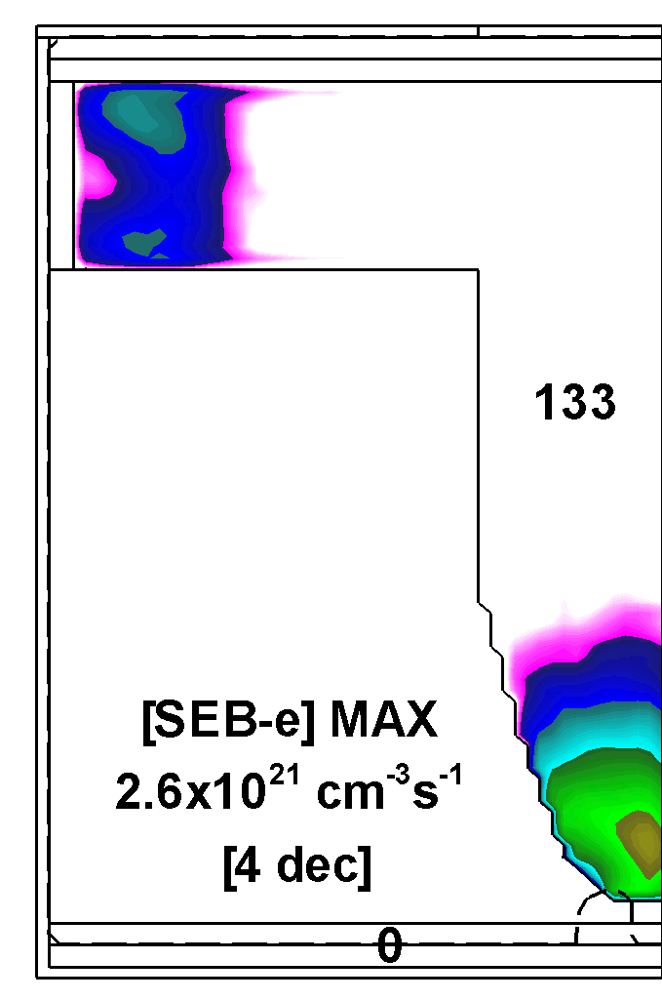 133
[SEB-e] MAX
2.6x10²¹ cm⁻³s⁻¹
[4 dec]
0